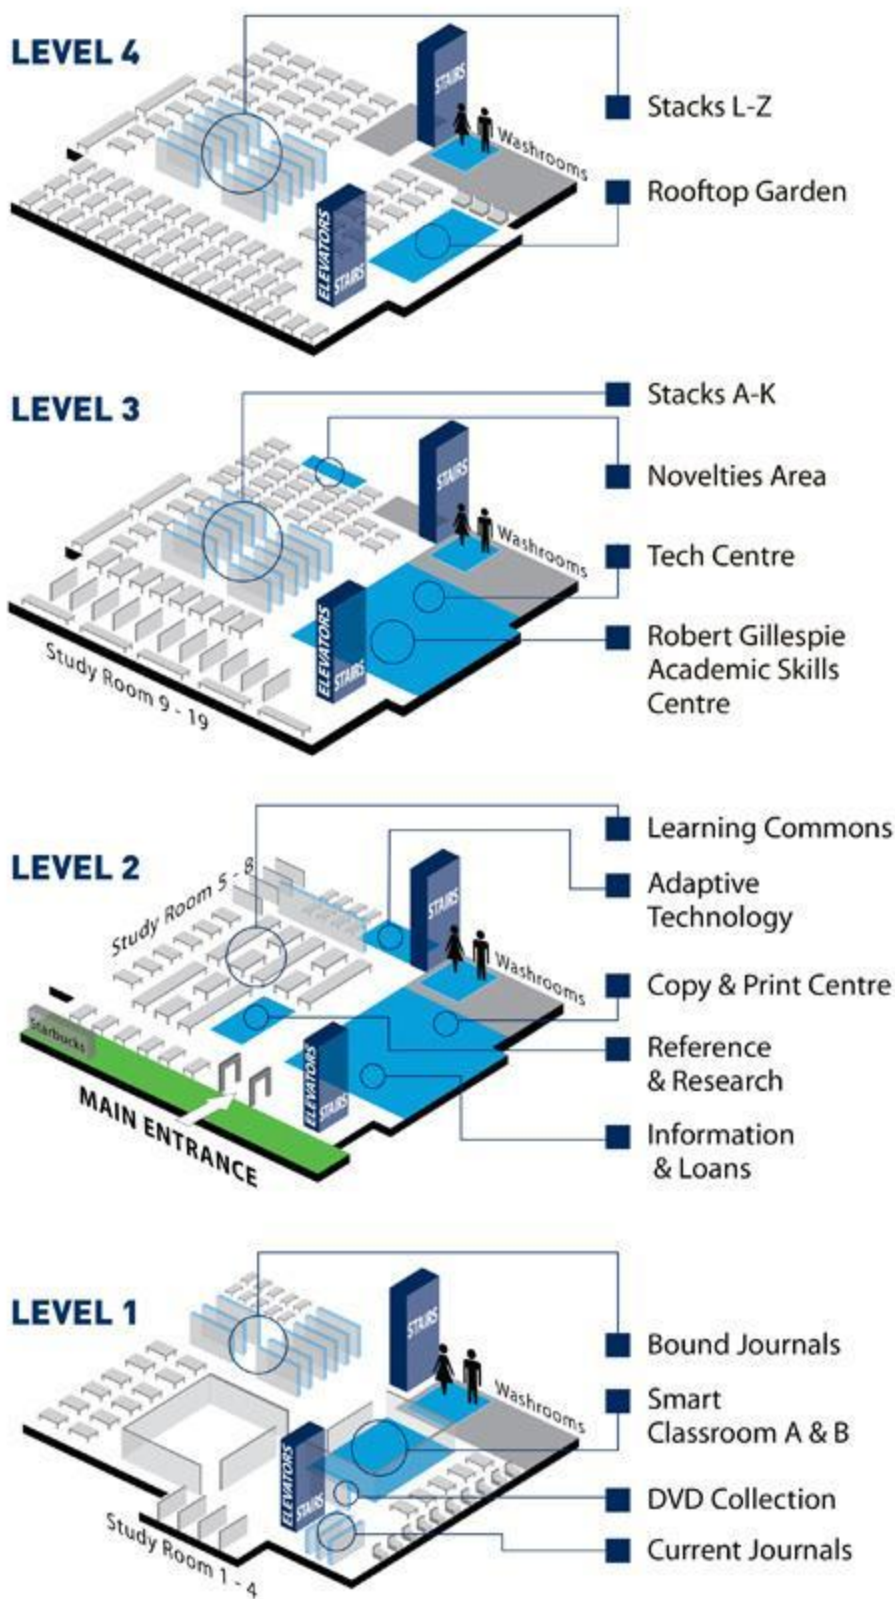 LEVEL 4
STAIRS
Washrooms
ELEVATORS
STAIRS
Stacks L-Z
Rooftop Garden
LEVEL 3
STAIRS
Washrooms
ELEVATORS
STAIRS
Study Room 9 - 19
Stacks A-K
Novelties Area
Tech Centre
Robert Gillespie
Academic Skills
Centre
LEVEL 2
Study Room 5 - 8
STAIRS
Washrooms
Starbucks
ELEVATORS
STAIRS
MAIN ENTRANCE
Learning Commons
Adaptive
Technology
Copy & Print Centre
Reference
& Research
Information
& Loans
LEVEL 1
STAIRS
Washrooms
ELEVATORS
STAIRS
Study Room 1 - 4
Bound Journals
Smart
Classroom A & B
DVD Collection
Current Journals